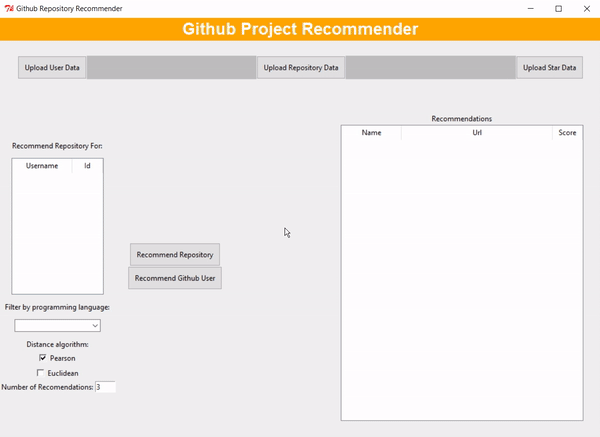 Github Repository Recommender
Github Project Recommender
Upload User Data
Upload Repository Data
Upload Star Data
Recommendations
Name Url Score
Recommend Repository For:
Username Id
Recommend Repository
Recommend Github User
Filter by programming language:
Distance algorithm:
Pearson
Euclidean
Number of Recomendations: 3